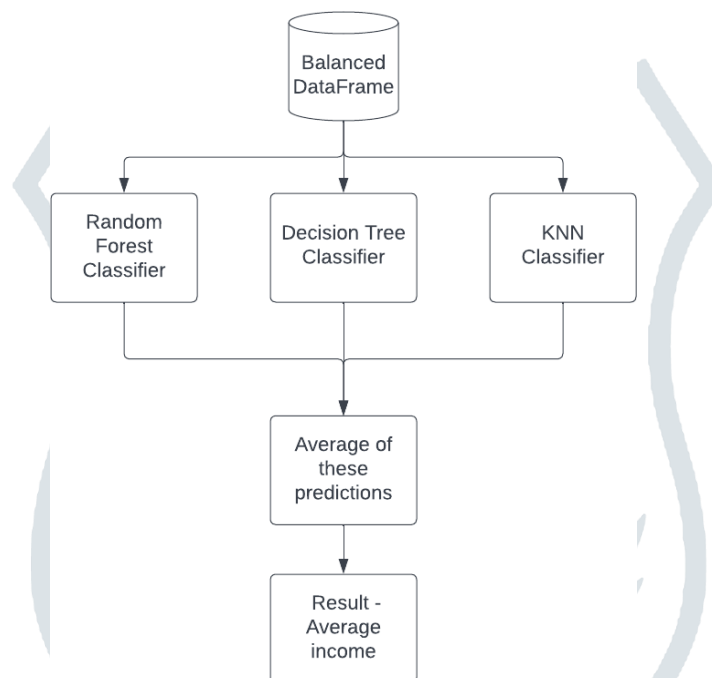 Balanced
DataFrame
Random
Forest
Classifier
Decision Tree
Classifier
KNN
Classifier
Average of
these
predictions
Result -
Average
income